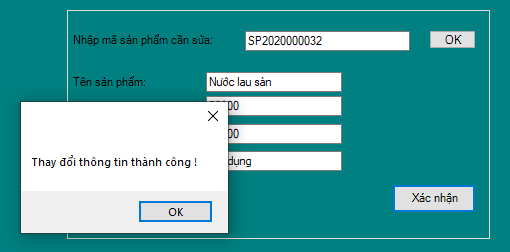 Nhập mã sản phẩm cần sửa: SP2020000032 OK
Tên sản phẩm: Nước lau sàn
Thay đổi thông tin thành công !
OK
Xác nhận